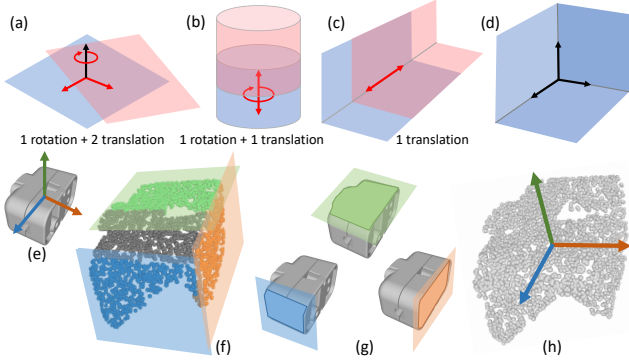 (a)
(b)
(c)
(d)
1 rotation + 2 translation
1 rotation + 1 translation
1 translation
(e)
(f)
(g)
(h)